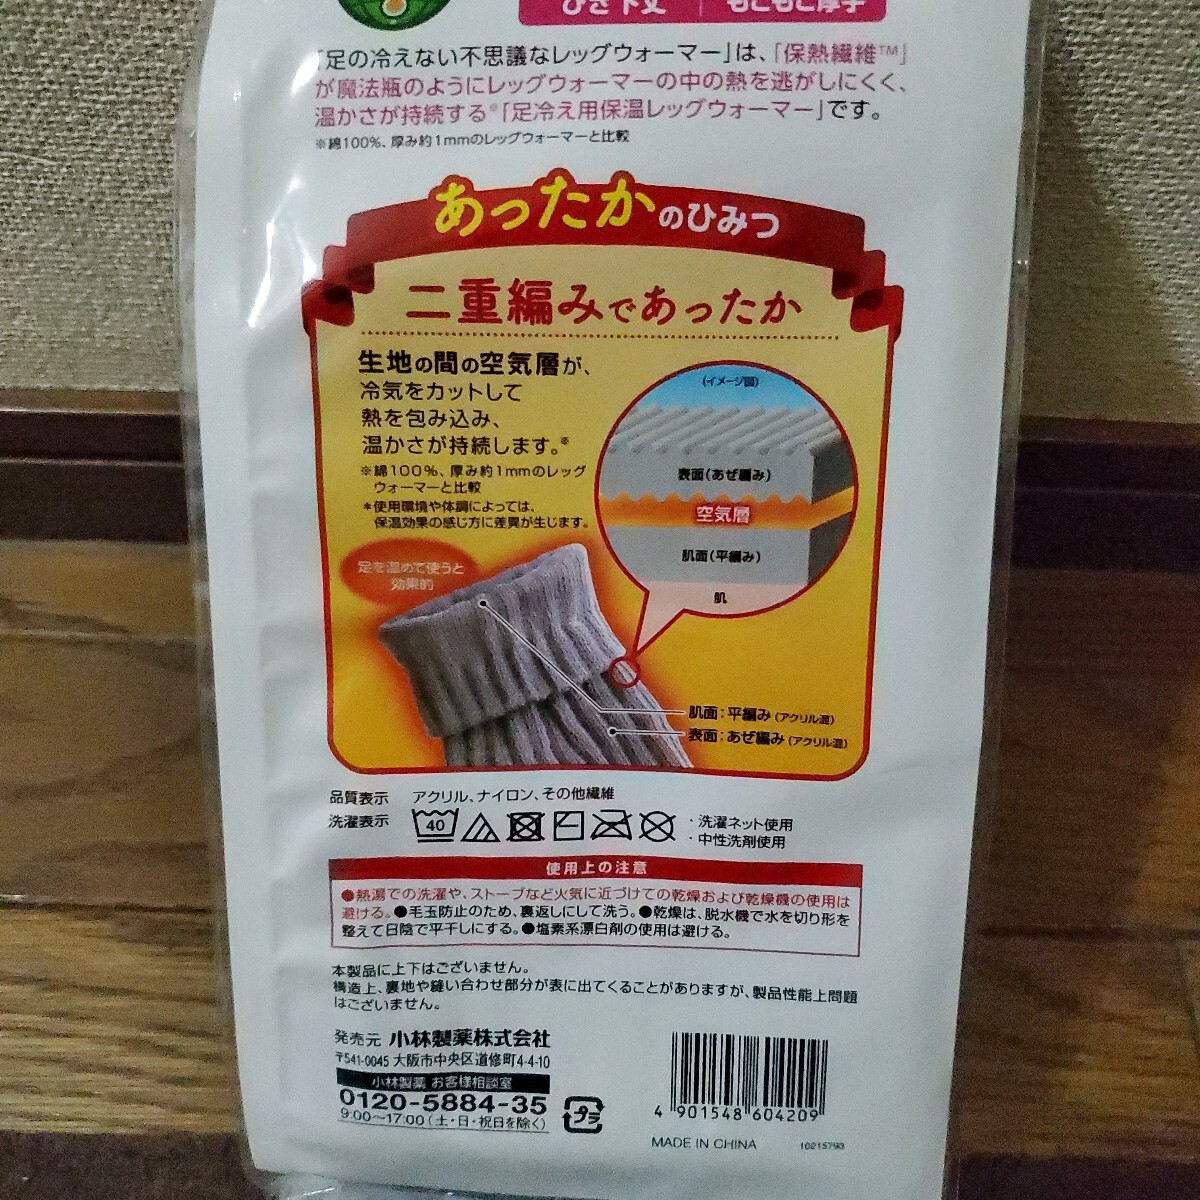 ひざ下丈 もこもこ厚手
「足の冷えない不思議なレッグウォーマー」は、「保熱繊維™」
が魔法瓶のようにレッグウォーマーの中の熱を逃がしにくく、
温かさが持続する※「足冷え用保温レッグウォーマー」です。
※綿100%、厚み約1mmのレッグウォーマーと比較
あったかのひみつ
二重編みであったか
生地の間の空気層が、
冷気をカットして
熱を包み込み、
温かさが持続します。※
※綿100%、厚み約1mmのレッグ
ウォーマーと比較
*使用環境や体調によっては、
保温効果の感じ方に差異が生じます。
(イメージ図)
表面(あぜ編み)
空気層
肌面(平編み)
肌
足を温めて使うと
効果的
肌面:平編み(アクリル混)
表面:あぜ編み(アクリル混)
品質表示 アクリル、ナイロン、その他繊維
洗濯表示 40 ・洗濯ネット使用
・中性洗剤使用
使用上の注意
●熱湯での洗濯や、ストーブなど火気に近づけての乾燥および乾燥機の使用は
避ける。●毛玉防止のため、裏返しにして洗う。●乾燥は、脱水機で水を切り形を
整えて日陰で平干しにする。●塩素系漂白剤の使用は避ける。
本製品に上下はございません。
構造上、裏地や縫い合わせ部分が表に出てくることがありますが、製品性能上問題
はございません。
発売元 小林製薬株式会社
〒541-0045 大阪市中央区道修町4-4-10
小林製薬 お客様相談室
0120-5884-35
9:00〜17:00(土・日・祝日を除く)
プラ
4 901548 604209
MADE IN CHINA 10215793